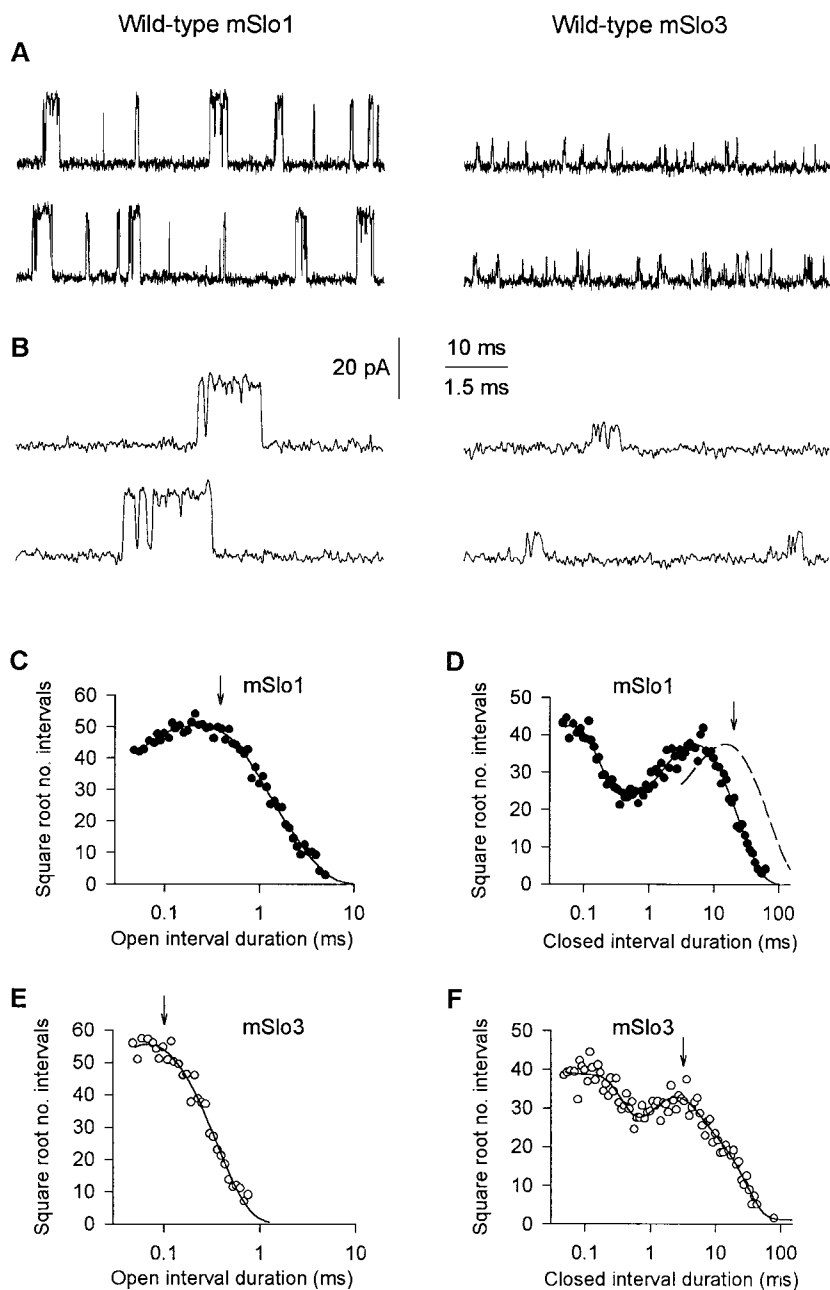 Wild-type mSlo1
Wild-type mSlo3
A
B
20 pA
10 ms
1.5 ms
C
mSlo1
Square root no. intervals
60
50
40
30
20
10
0
0.1
1
10
Open interval duration (ms)
D
mSlo1
Square root no. intervals
50
40
30
20
10
0
0.1
1
10
100
Closed interval duration (ms)
E
mSlo3
Square root no. intervals
60
50
40
30
20
10
0
0.1
1
10
Open interval duration (ms)
F
mSlo3
Square root no. intervals
50
40
30
20
10
0
0.1
1
10
100
Closed interval duration (ms)